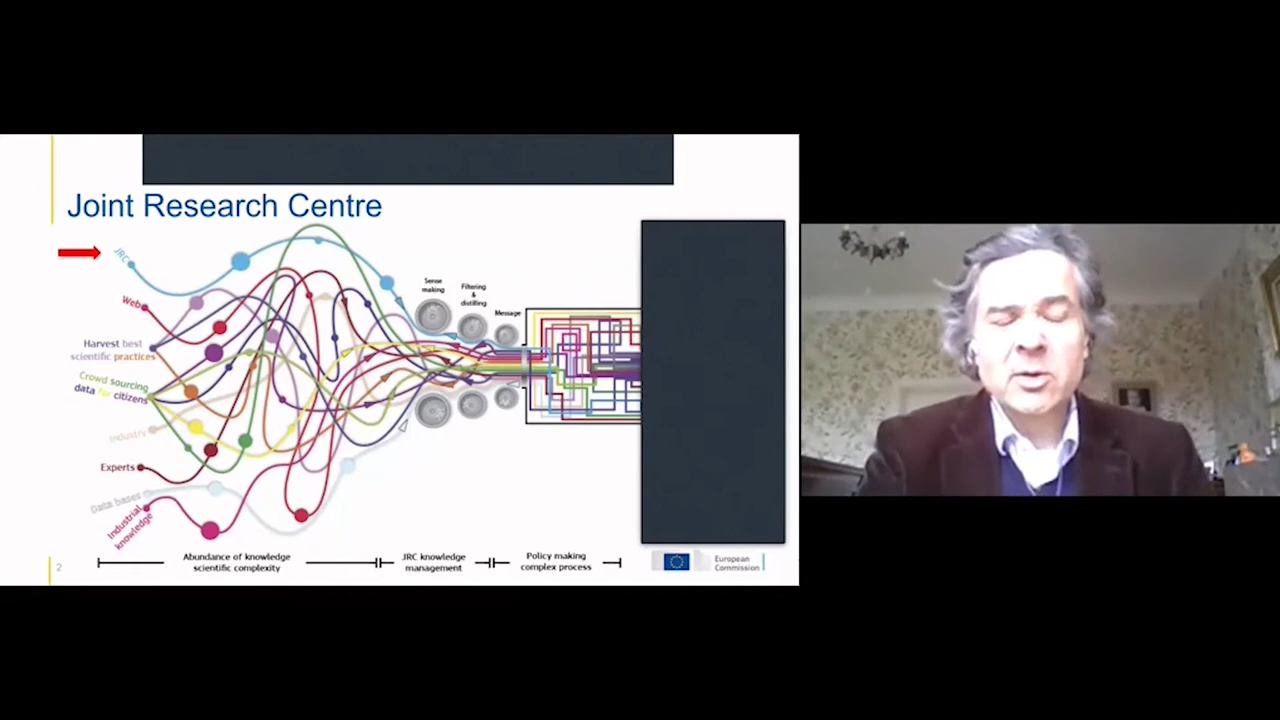 Joint Research Centre
JRC
Web
Harvest best
scientific practices
Crowd sourcing
data for citizens
Industry
Experts
Data bases
Industrial
knowledge
Sense
making
Filtering
&
distilling
Message
Abundance of knowledge
scientific complexity
JRC knowledge
management
Policy making
complex process
2
European
Commission